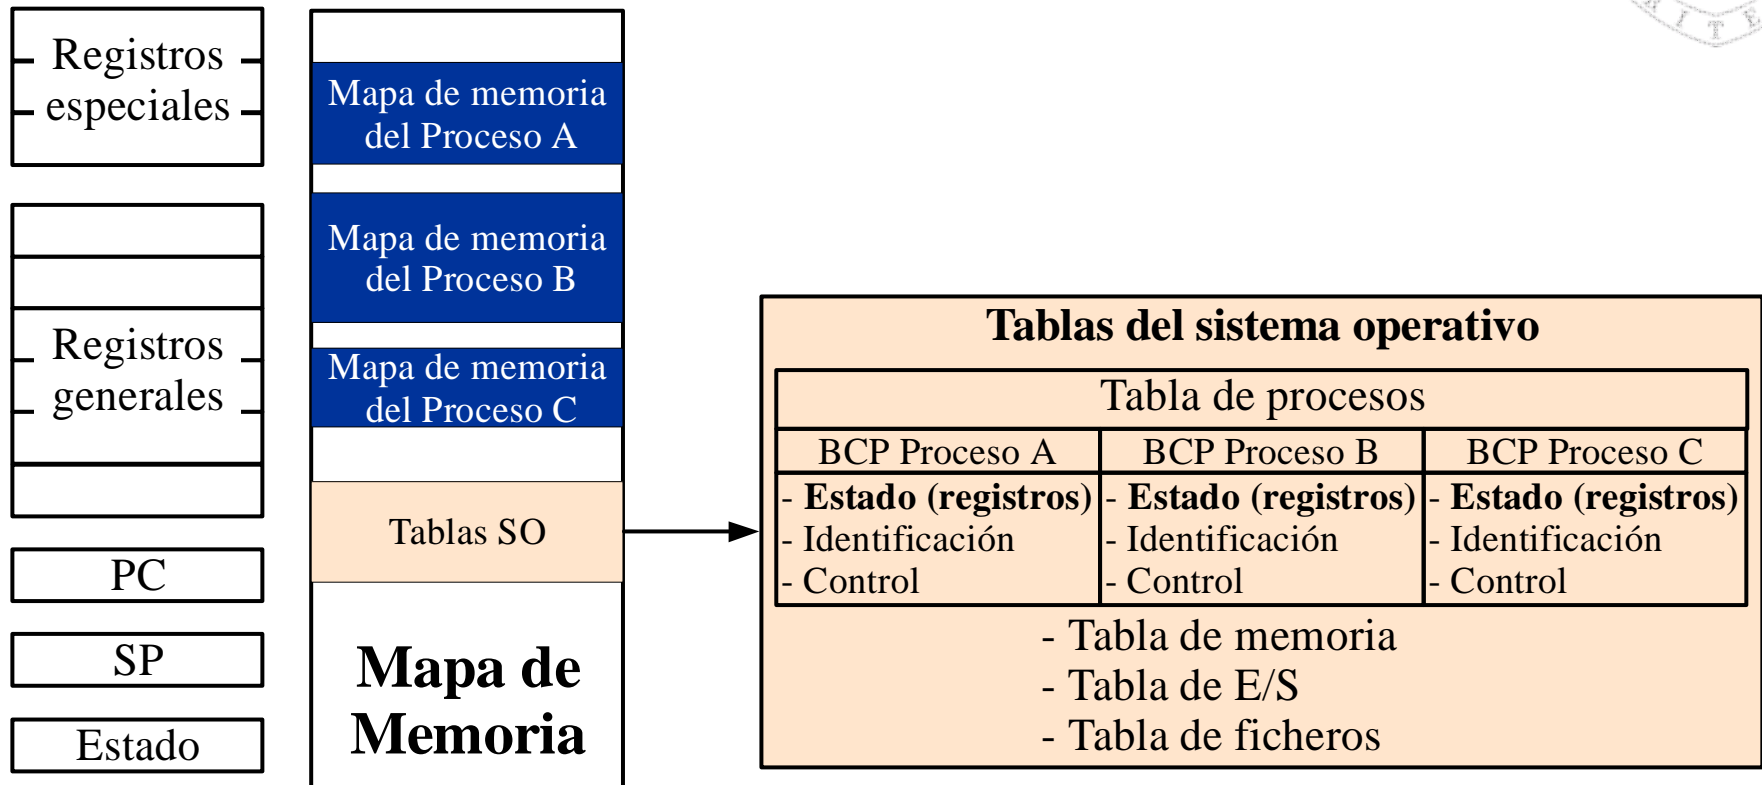 Registros
especiales
Registros
generales
PC
SP
Estado
Mapa de memoria
del Proceso A
Mapa de memoria
del Proceso B
Mapa de memoria
del Proceso C
Tablas SO
Mapa de
Memoria
Tablas del sistema operativo
Tabla de procesos
BCP Proceso A
- Estado (registros)
- Identificación
- Control
BCP Proceso B
- Estado (registros)
- Identificación
- Control
BCP Proceso C
- Estado (registros)
- Identificación
- Control
- Tabla de memoria
- Tabla de E/S
- Tabla de ficheros